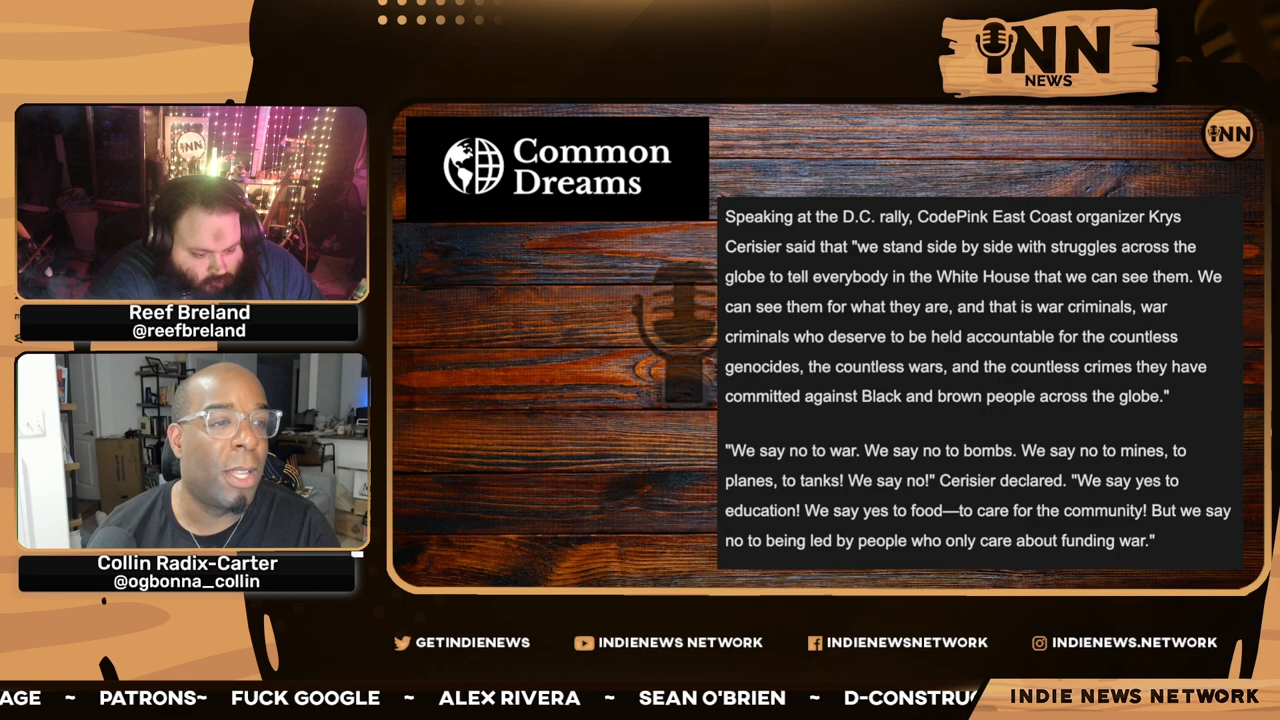 iNN
NEWS
iNN
Common
Dreams
Speaking at the D.C. rally, CodePink East Coast organizer Krys
Cerisier said that "we stand side by side with struggles across the
globe to tell everybody in the White House that we can see them. We
can see them for what they are, and that is war criminals, war
criminals who deserve to be held accountable for the countless
genocides, the countless wars, and the countless crimes they have
committed against Black and brown people across the globe."
"We say no to war. We say no to bombs. We say no to mines, to
planes, to tanks! We say no!" Cerisier declared. "We say yes to
education! We say yes to food—to care for the community! But we say
no to being led by people who only care about funding war."
iNN
Reef Breland
@reefbreland
Collin Radix-Carter
@ogbonna_collin
GETINDIENEWS
INDIENEWS NETWORK
INDIENEWSNETWORK
INDIENEWS.NETWORK
AGE ~ PATRONS~ FUCK GOOGLE ~ ALEX RIVERA ~ SEAN O'BRIEN ~ D-CONSTRUC
INDIE NEWS NETWORK